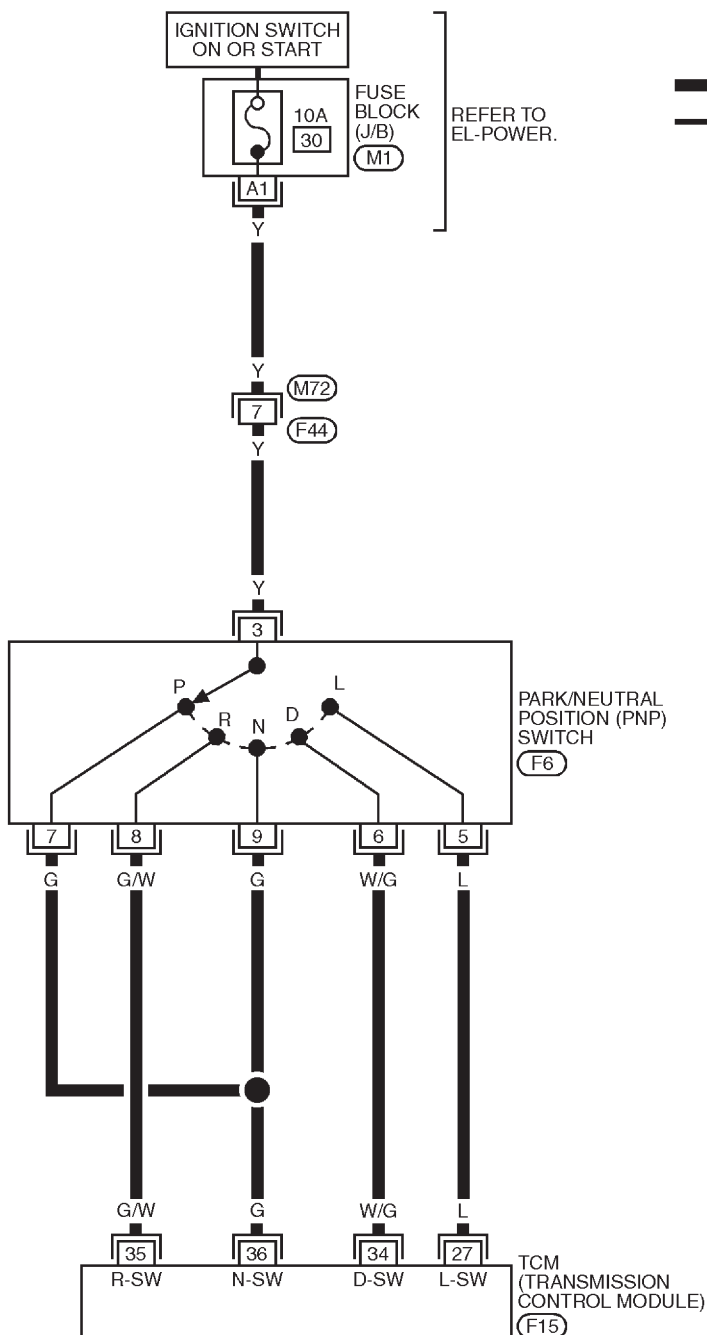 IGNITION SWITCH
ON OR START
FUSE
BLOCK
(J/B)
M1
10A
30
REFER TO
EL-POWER.
A1
Y
Y
M72
7
F44
Y
Y
3
P
R
N
D
L
PARK/NEUTRAL
POSITION (PNP)
SWITCH
F6
7 8 9 6 5
G G/W G W/G L
G/W G W/G L
35 36 34 27
R-SW N-SW D-SW L-SW
TCM
(TRANSMISSION
CONTROL MODULE)
F15